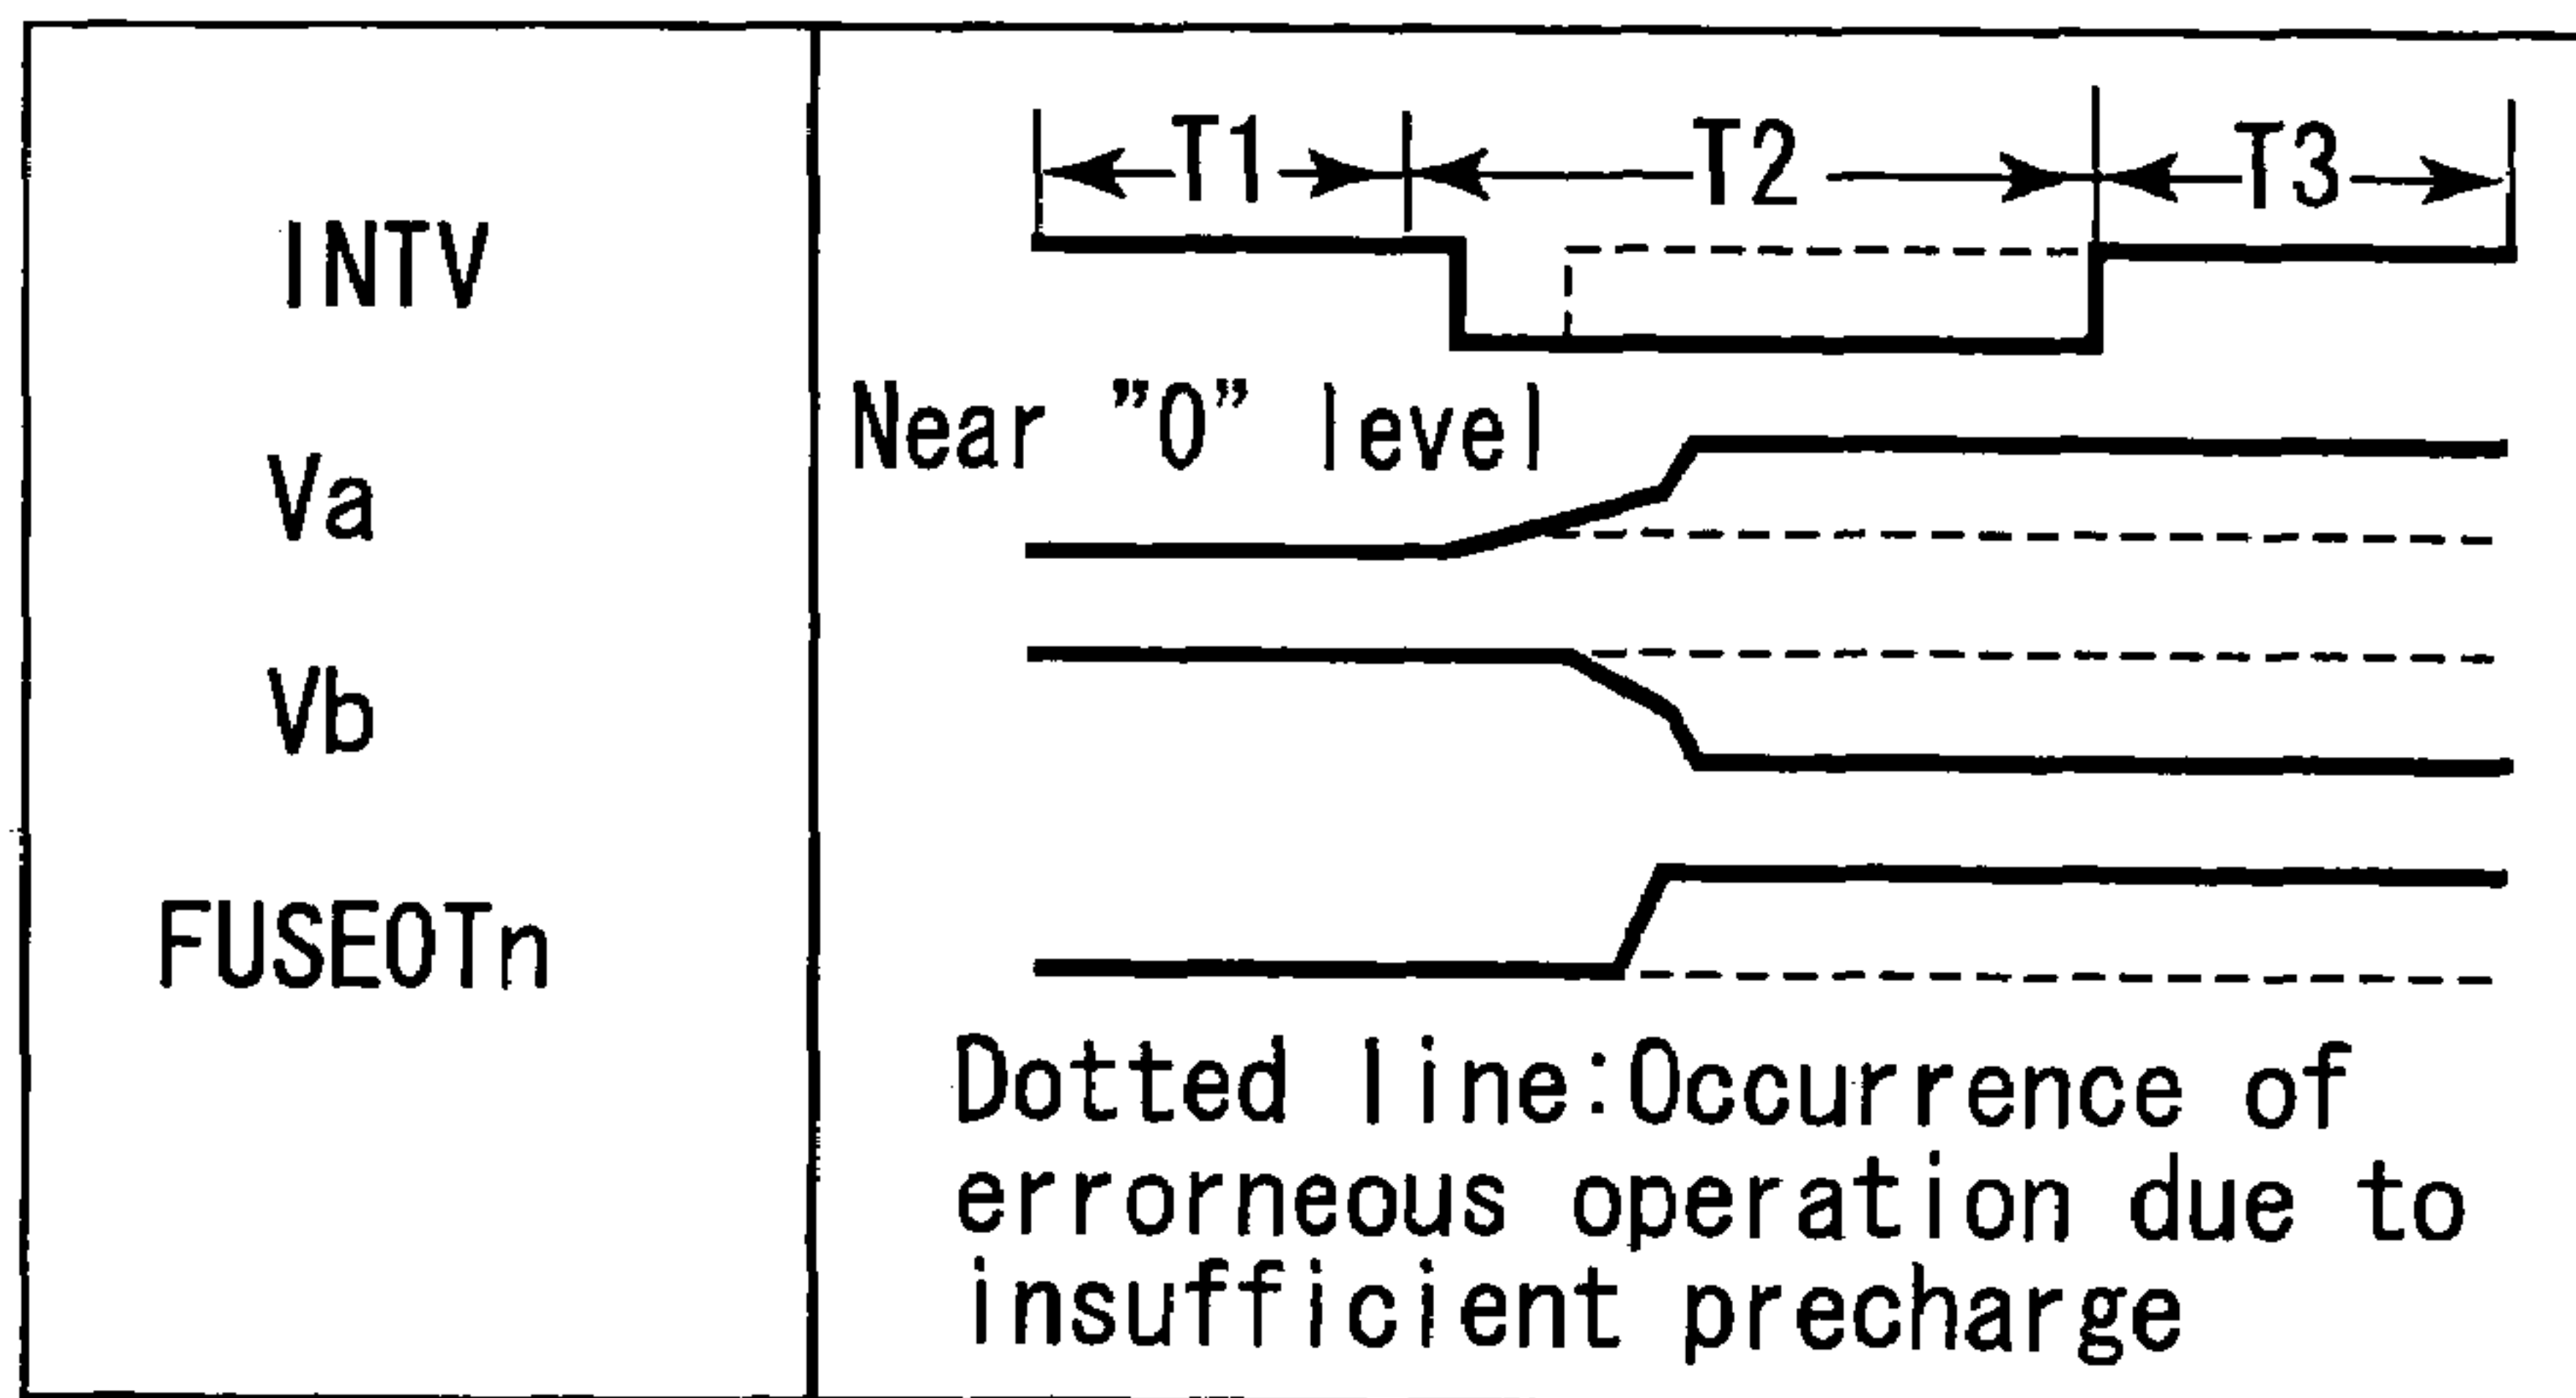 T1 T2 T3
INTV
Near "0" level
Va
Vb
FUSEOTn
Dotted line:Occurrence of
errorneous operation due to
insufficient precharge